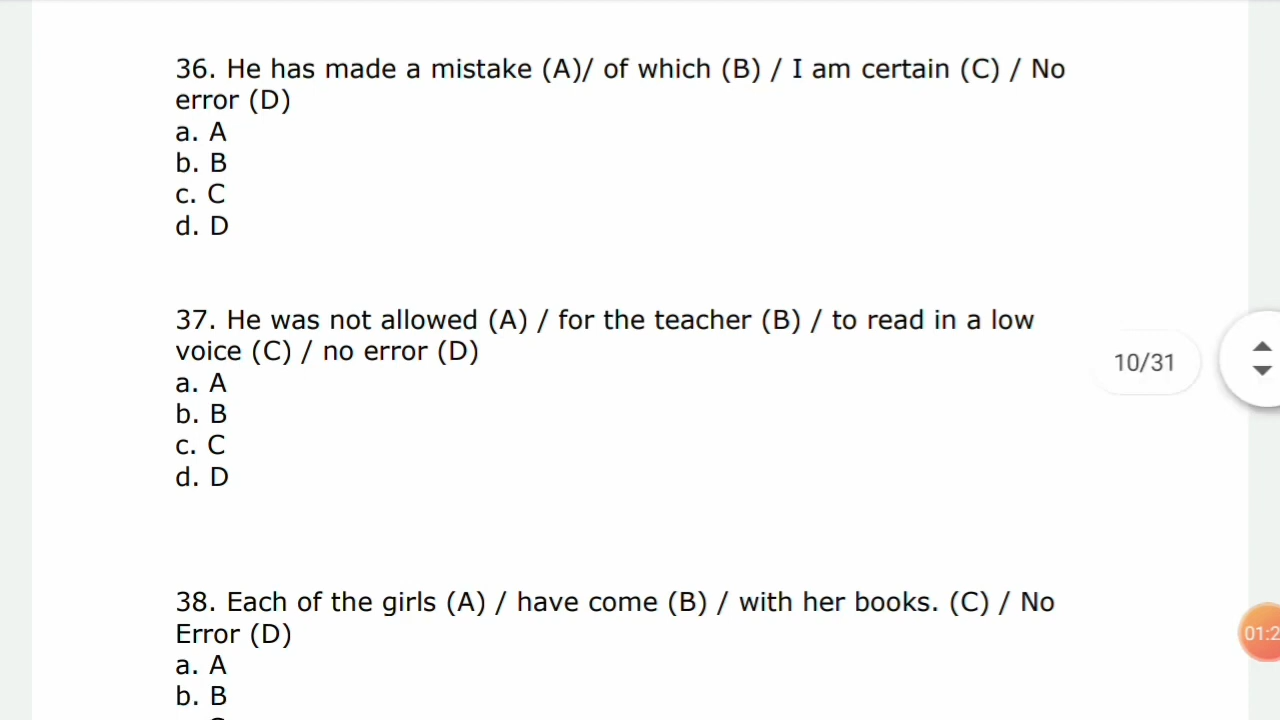 36. He has made a mistake (A)/ of which (B) / I am certain (C) / No
error (D)
a. A
b. B
c. C
d. D
37. He was not allowed (A) / for the teacher (B) / to read in a low
voice (C) / no error (D)
a. A
b. B
c. C
d. D
10/31
38. Each of the girls (A) / have come (B) / with her books. (C) / No
Error (D)
01:2
a. A
b. B